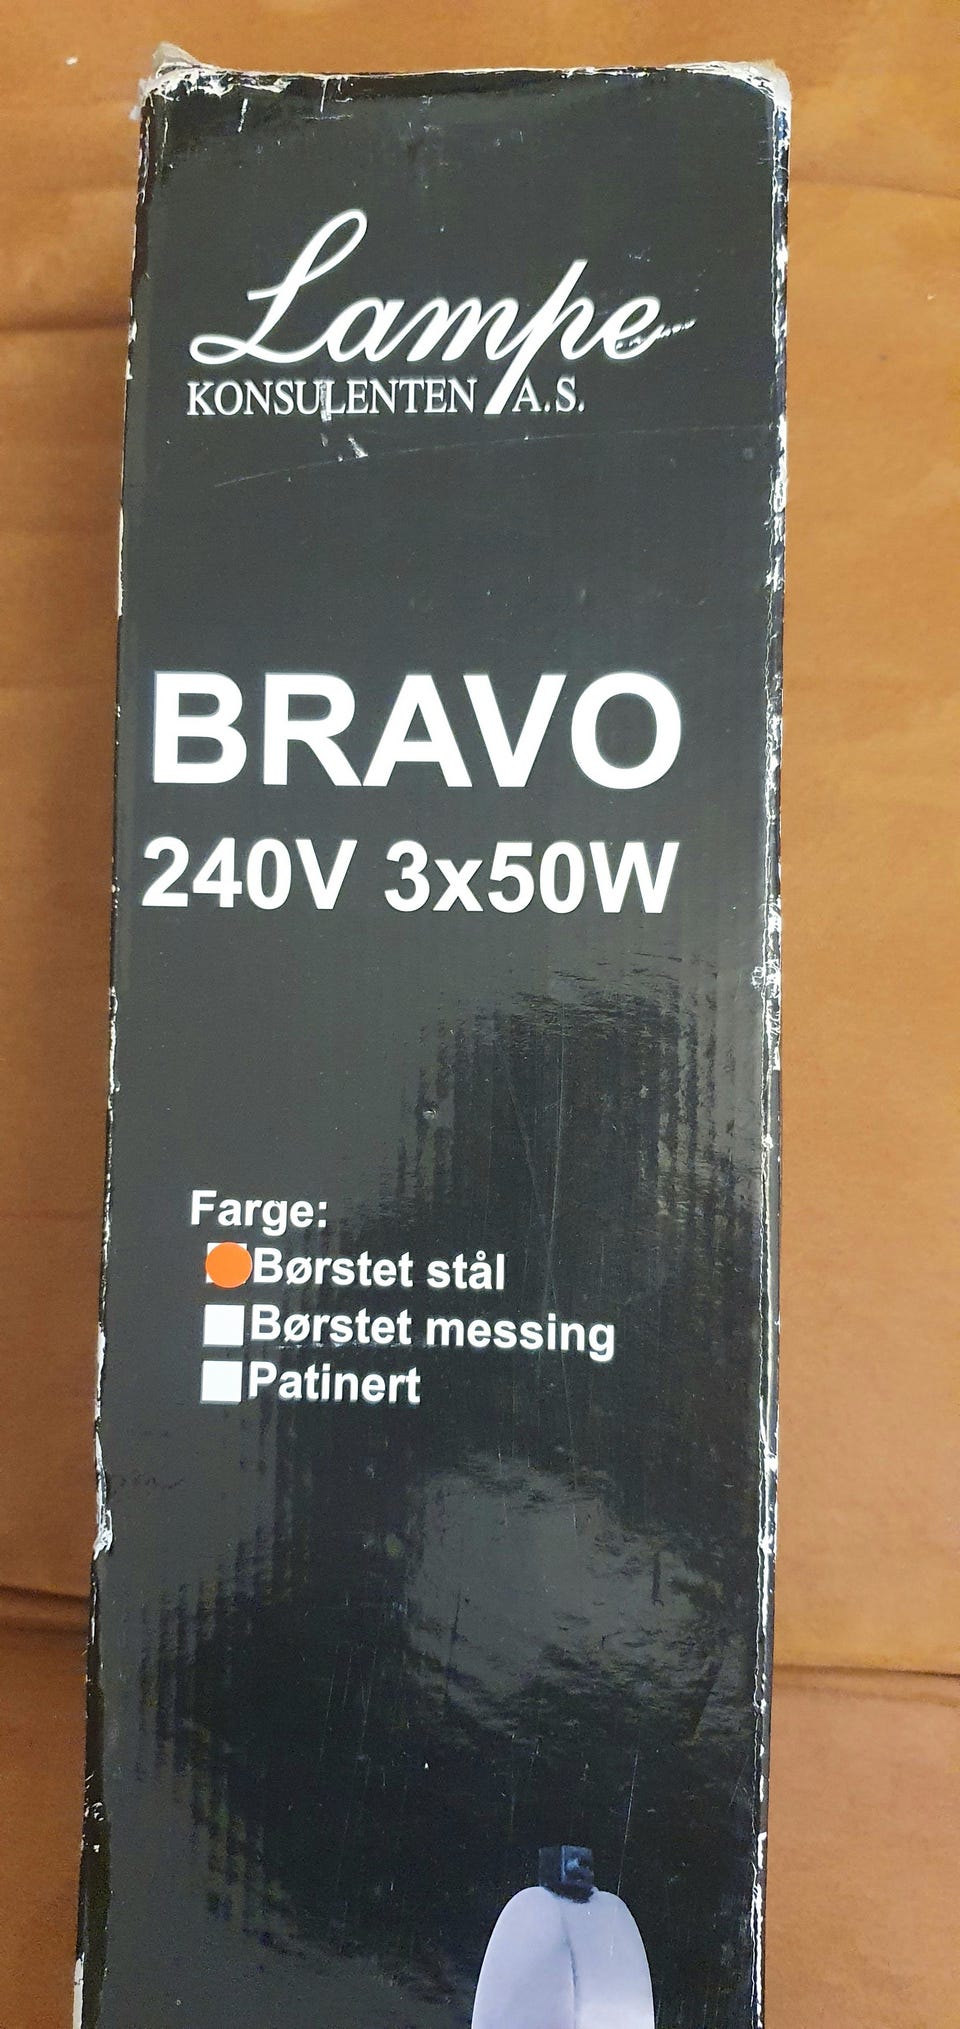 Lampe
KONSULENTEN A.S.
BRAVO
240V 3x50W
Farge:
Børstet stål
Børstet messing
Patinert